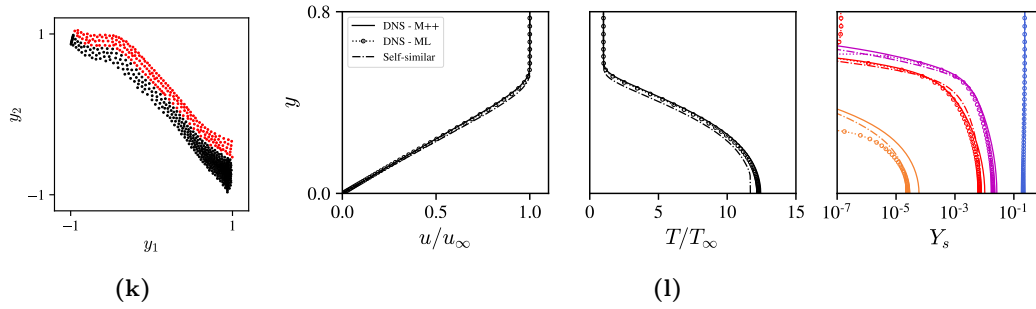 1
y2
−1
−1
1
y1
(k)
0.8
y
0.0
DNS - M++
DNS - ML
Self-similar
0.0
0.5
1.0
u/u∞
0
5
10
15
T/T∞
10−7
10−5
10−3
10−1
Ys
(l)